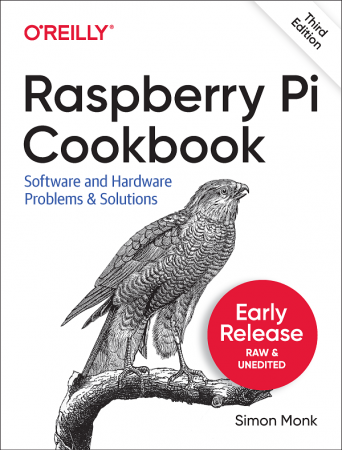 O'REILLY®
Third
Edition
Raspberry Pi
Cookbook
Software and Hardware
Problems & Solutions
Early
Release
RAW &
UNEDITED
Simon Monk